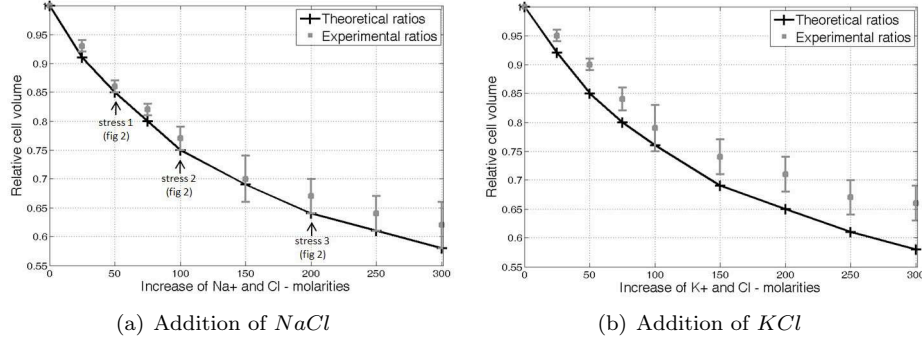 Theoretical ratios
Experimental ratios
0.95
0.9
0.85
0.8
0.75
0.7
0.65
0.6
0.55
Relative cell volume
stress 1
(fig 2)
stress 2
(fig 2)
stress 3
(fig 2)
0 50 100 150 200 250 300
Increase of Na+ and Cl - molarities
(a) Addition of NaCl
Theoretical ratios
Experimental ratios
0.95
0.9
0.85
0.8
0.75
0.7
0.65
0.6
0.55
Relative cell volume
0 50 100 150 200 250 300
Increase of K+ and Cl - molarities
(b) Addition of KCl